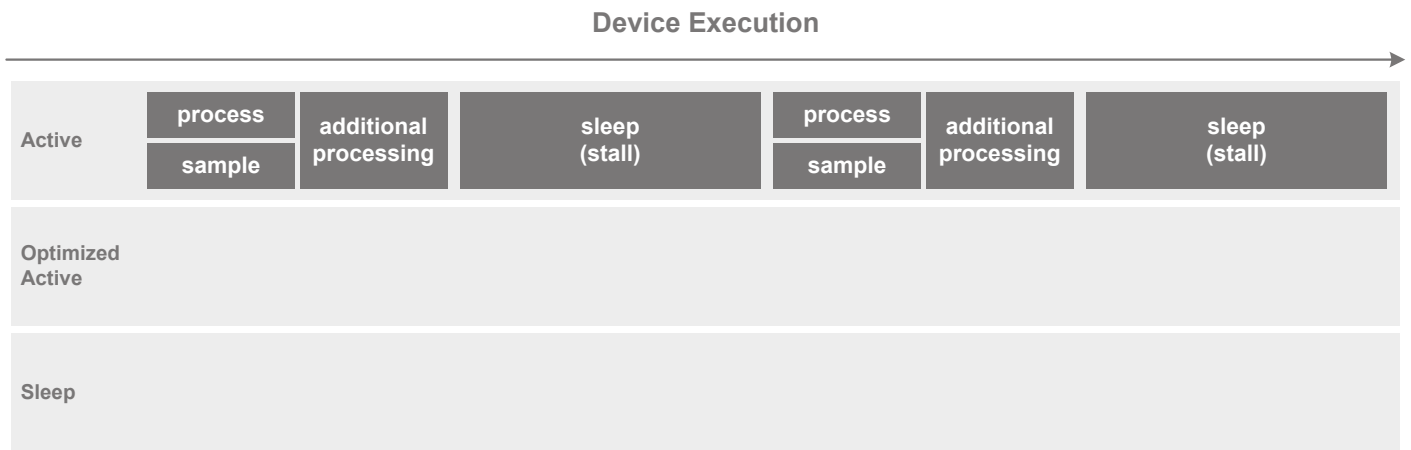 Device Execution
Active
process
sample
additional
processing
sleep
(stall)
process
sample
additional
processing
sleep
(stall)
Optimized
Active
Sleep